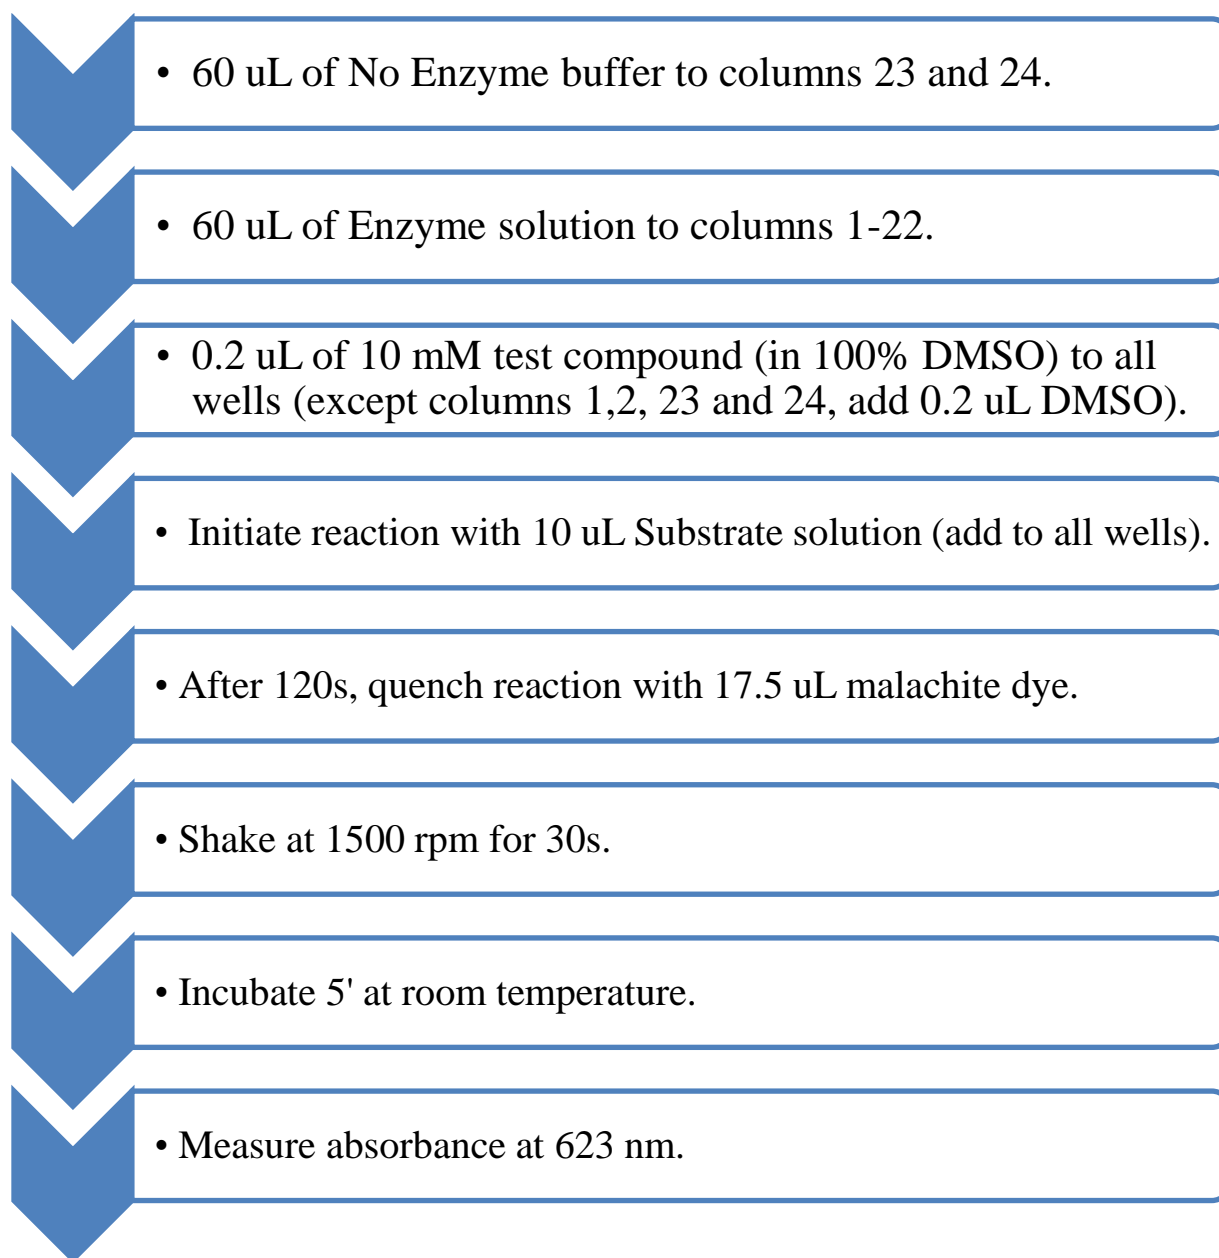 • 60 uL of No Enzyme buffer to columns 23 and 24.
• 60 uL of Enzyme solution to columns 1-22.
• 0.2 uL of 10 mM test compound (in 100% DMSO) to all
wells (except columns 1,2, 23 and 24, add 0.2 uL DMSO).
• Initiate reaction with 10 uL Substrate solution (add to all wells).
• After 120s, quench reaction with 17.5 uL malachite dye.
• Shake at 1500 rpm for 30s.
• Incubate 5' at room temperature.
• Measure absorbance at 623 nm.